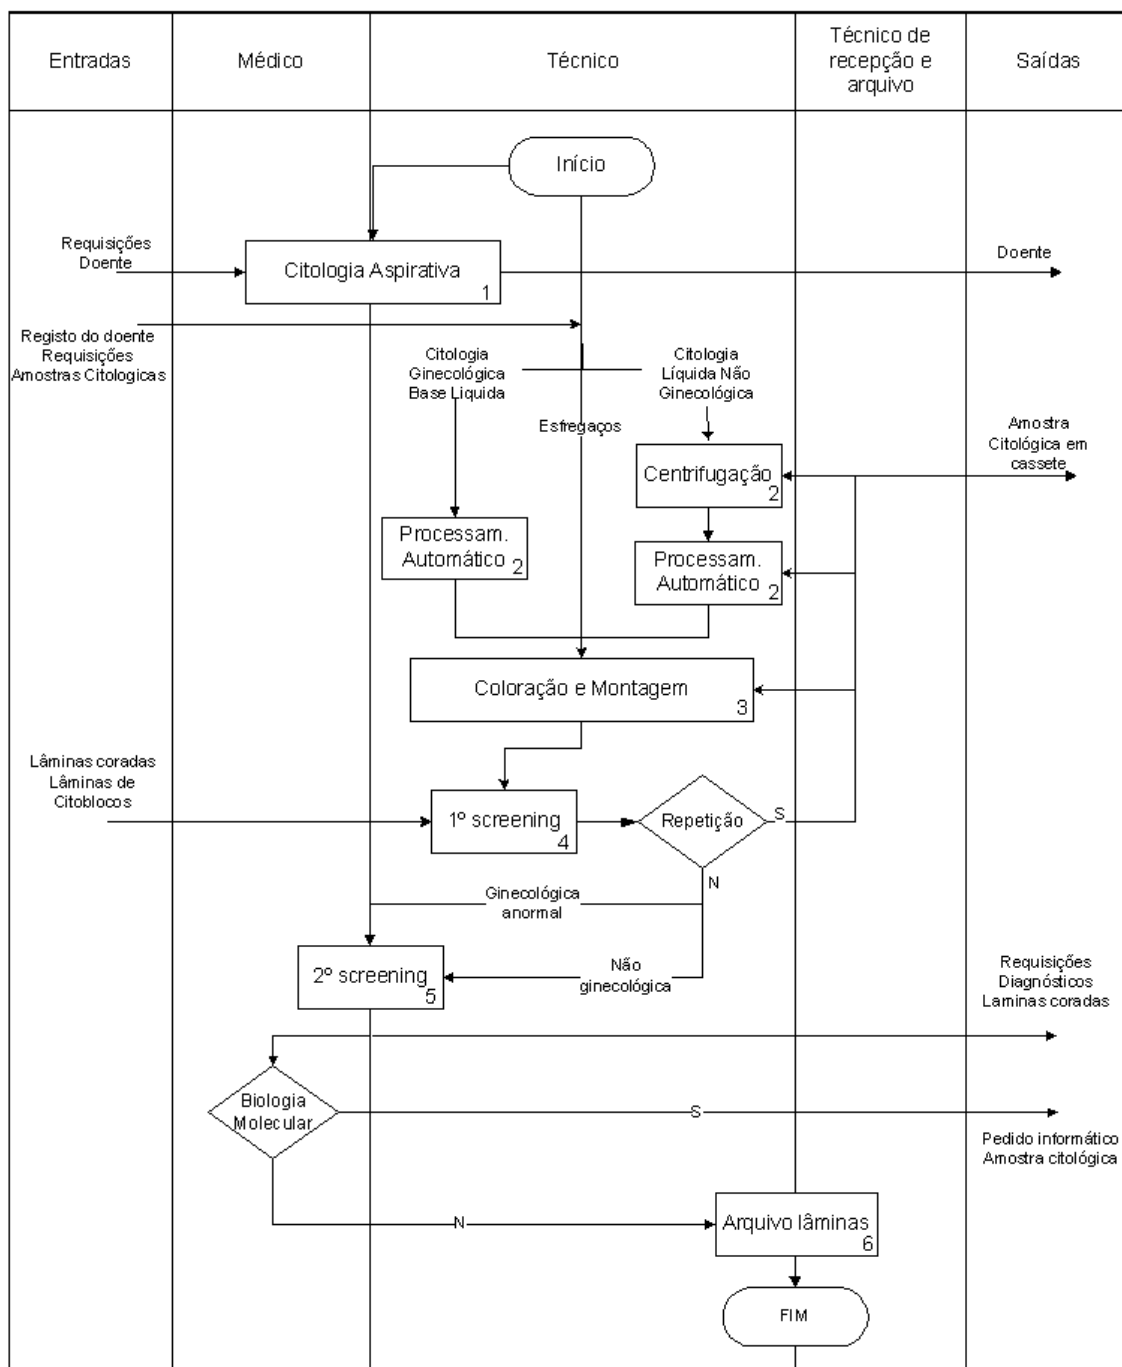 Entradas
Médico
Técnico
Técnico de
recepção e
arquivo
Saídas
Início
Requisições
Doente
Citologia Aspirativa
1
Doente
Registo do doente
Requisições
Amostras Citologicas
Citologia
Ginecológica
Base Liquida
Citologia
Líquida Não
Ginecológica
Esfregaços
Amostra
Citológica em
cassete
Centrifugação
2
Processam.
Automático
2
Processam.
Automático
2
Coloração e Montagem
3
Lâminas coradas
Lâminas de
Citoblocos
1º screening
4
Repetição
S
N
Ginecológica
anormal
2º screening
5
Não
ginecológica
Requisições
Diagnósticos
Laminas coradas
Biologia
Molecular
S
Pedido informático
Amostra citológica
N
Arquivo lâminas
6
FIM